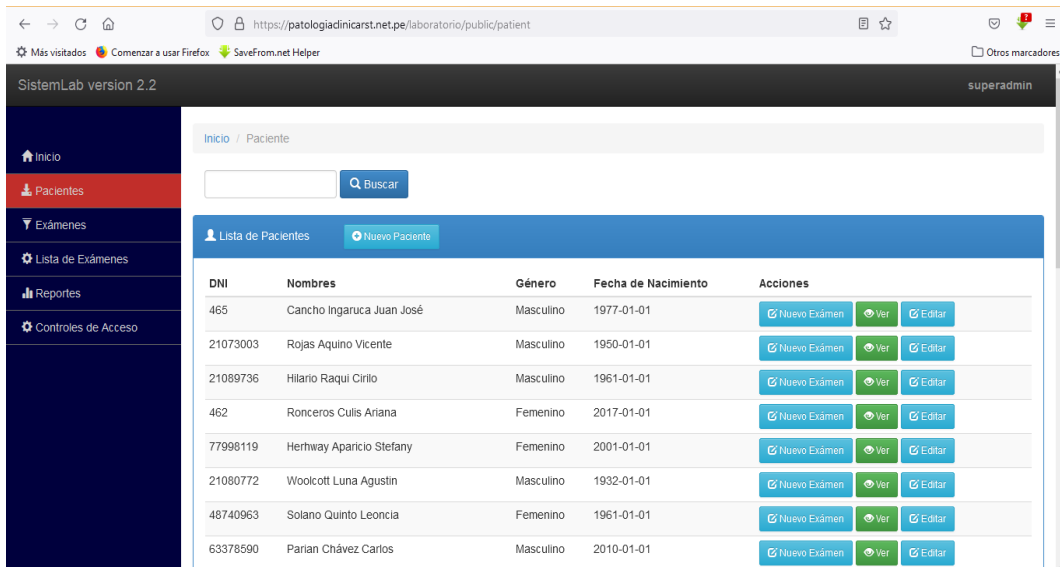 https://patologiaclinicarst.net.pe/laboratorio/public/patient
Más visitados Comenzar a usar Firefox SaveFrom.net Helper Otros marcadores
SistemLab version 2.2 superadmin
Inicio / Paciente
Inicio
Buscar
Pacientes
Exámenes
Lista de Pacientes Nuevo Paciente
Lista de Exámenes
Reportes
Controles de Acceso
DNI Nombres Género Fecha de Nacimiento Acciones
465 Cancho Ingaruca Juan José Masculino 1977-01-01 Nuevo Exámen Ver Editar
21073003 Rojas Aquino Vicente Masculino 1950-01-01 Nuevo Exámen Ver Editar
21089736 Hilario Raqui Cirilo Masculino 1961-01-01 Nuevo Exámen Ver Editar
462 Ronceros Culis Ariana Femenino 2017-01-01 Nuevo Exámen Ver Editar
77998119 Herhway Aparicio Stefany Femenino 2001-01-01 Nuevo Exámen Ver Editar
21080772 Woolcott Luna Agustin Masculino 1932-01-01 Nuevo Exámen Ver Editar
48740963 Solano Quinto Leoncia Femenino 1961-01-01 Nuevo Exámen Ver Editar
63378590 Parian Chávez Carlos Masculino 2010-01-01 Nuevo Exámen Ver Editar